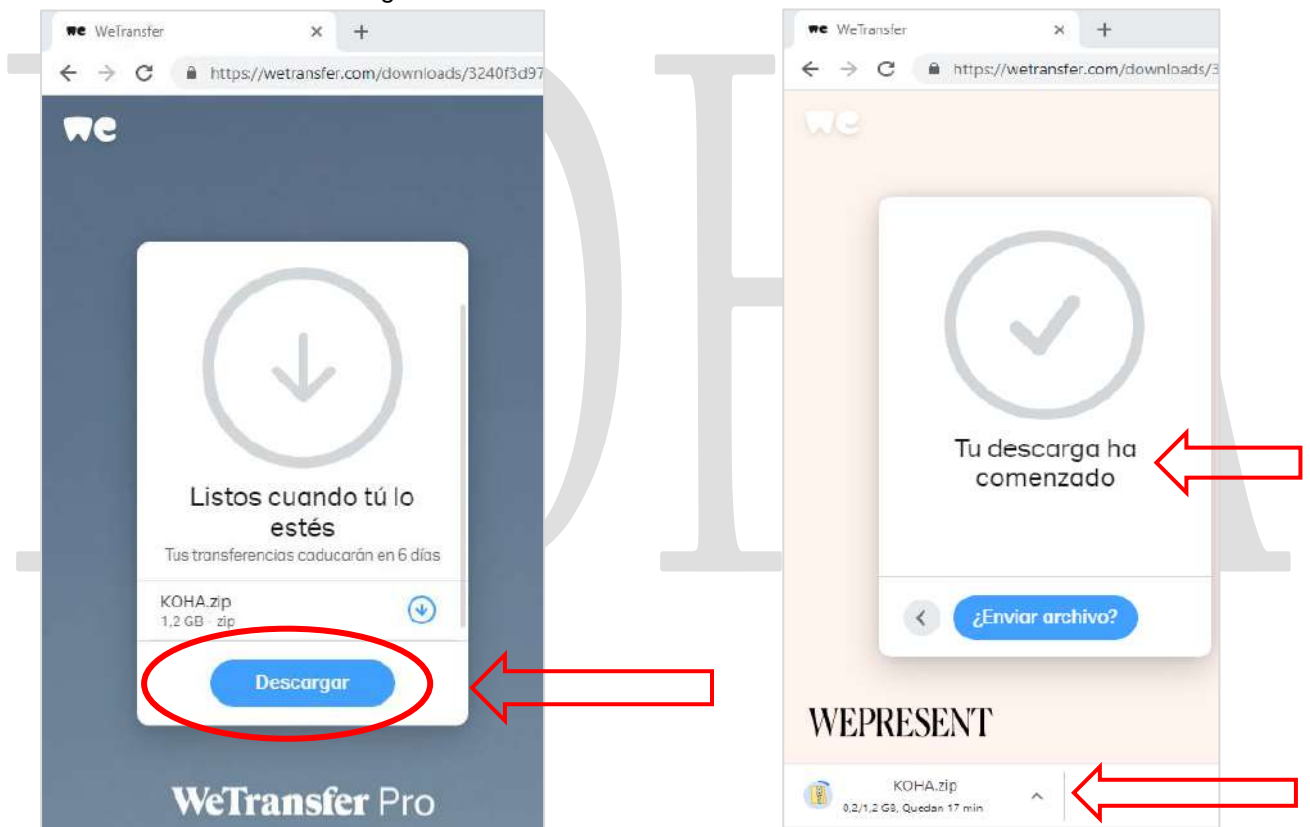 we WeTransfer
https://wetransfer.com/downloads/3240f3d97
we
Listos cuando tú lo
estés
Tus transferencias caducarán en 6 días
KOHA.zip
1,2 GB · zip
Descargar
WeTransfer Pro
we WeTransfer
https://wetransfer.com/downloads/3
we
Tu descarga ha
comenzado
¿Enviar archivo?
WEPRESENT
KOHA.zip
0,2/1,2 GB, Quedan 17 min